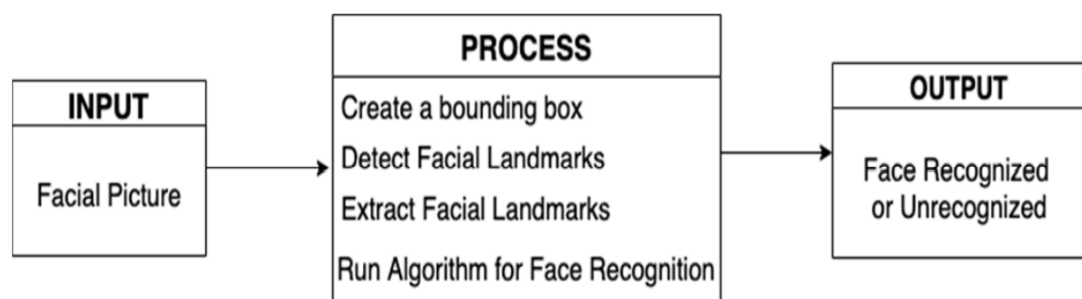 INPUT
Facial Picture
PROCESS
Create a bounding box
Detect Facial Landmarks
Extract Facial Landmarks
Run Algorithm for Face Recognition
OUTPUT
Face Recognized
or Unrecognized